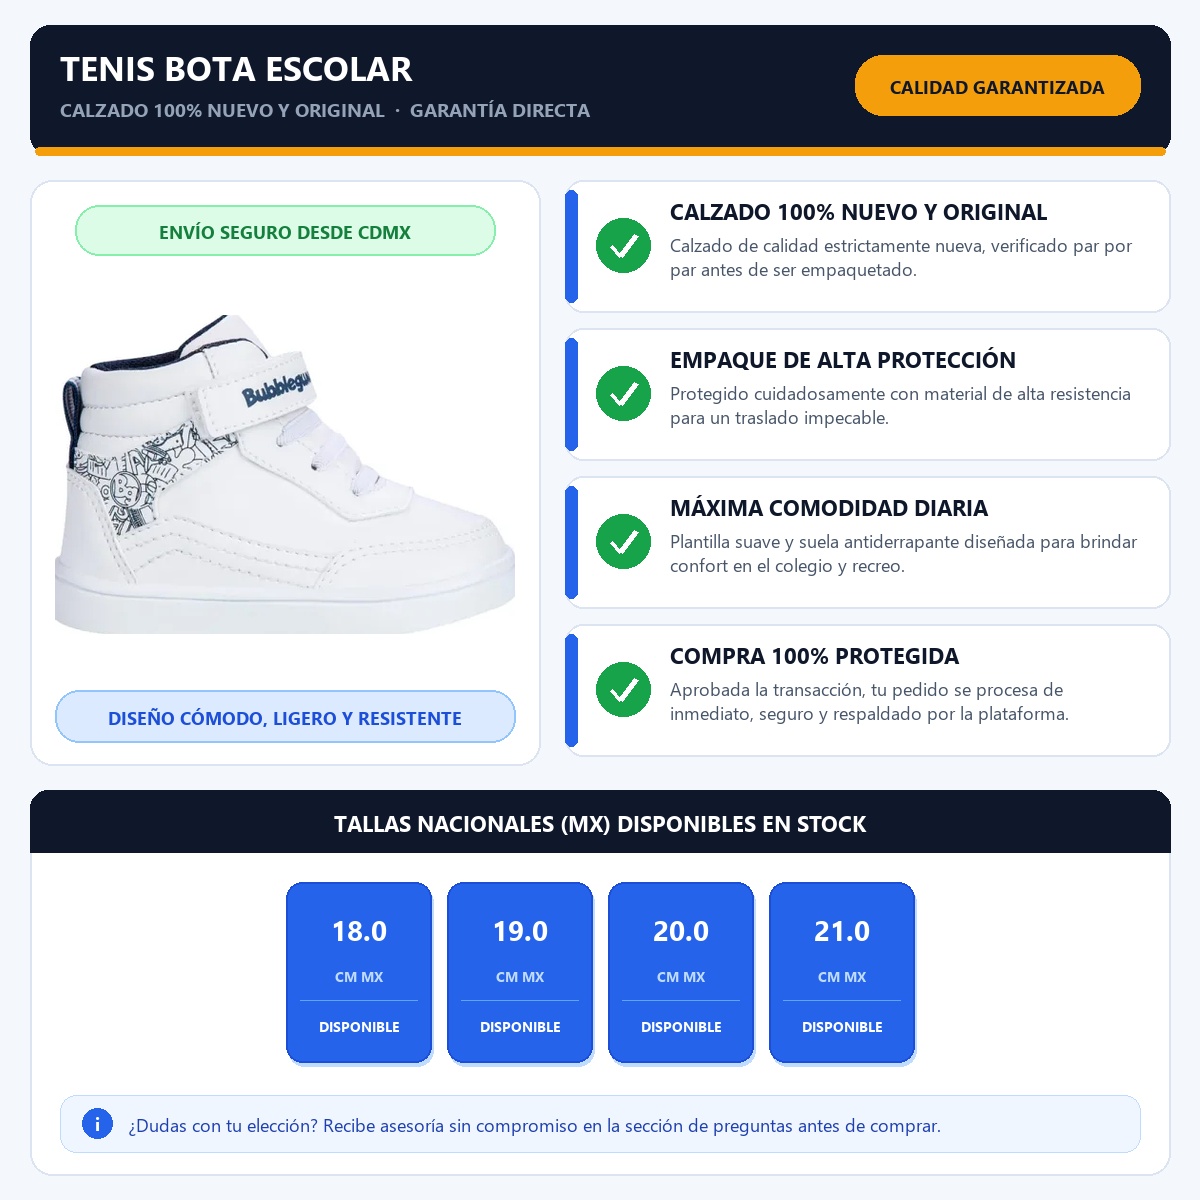 TENIS BOTA ESCOLAR
CALZADO 100% NUEVO Y ORIGINAL · GARANTÍA DIRECTA
CALIDAD GARANTIZADA
ENVÍO SEGURO DESDE CDMX
DISEÑO CÓMODO, LIGERO Y RESISTENTE
CALZADO 100% NUEVO Y ORIGINAL
Calzado de calidad estrictamente nueva, verificado par por
par antes de ser empaquetado.
EMPAQUE DE ALTA PROTECCIÓN
Protegido cuidadosamente con material de alta resistencia
para un traslado impecable.
MÁXIMA COMODIDAD DIARIA
Plantilla suave y suela antiderrapante diseñada para brindar
confort en el colegio y recreo.
COMPRA 100% PROTEGIDA
Aprobada la transacción, tu pedido se procesa de
inmediato, seguro y respaldado por la plataforma.
TALLAS NACIONALES (MX) DISPONIBLES EN STOCK
18.0
CM MX
DISPONIBLE
19.0
CM MX
DISPONIBLE
20.0
CM MX
DISPONIBLE
21.0
CM MX
DISPONIBLE
¿Dudas con tu elección? Recibe asesoría sin compromiso en la sección de preguntas antes de comprar.